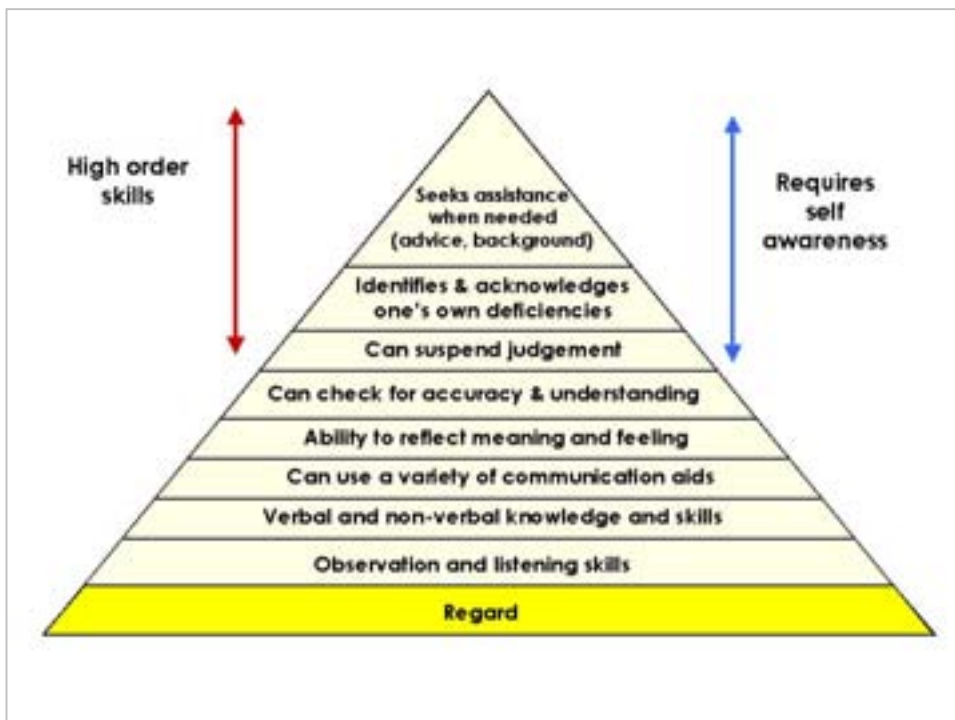 High order
skills
Requires
self
awareness
Seeks assistance
when needed
(advice, background)
Identifies & acknowledges
one's own deficiencies
Can suspend judgement
Can check for accuracy & understanding
Ability to reflect meaning and feeling
Can use a variety of communication aids
Verbal and non-verbal knowledge and skills
Observation and listening skills
Regard